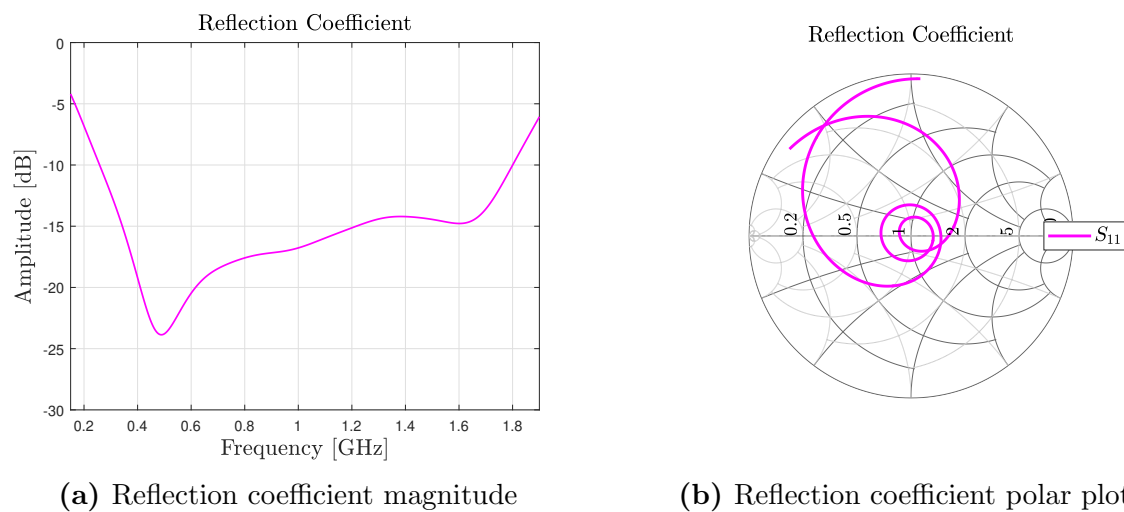 Reflection Coefficient
0
-5
-10
-15
-20
-25
-30
Amplitude [dB]
0.2 0.4 0.6 0.8 1 1.2 1.4 1.6 1.8
Frequency [GHz]
(a) Reflection coefficient magnitude
Reflection Coefficient
0.2 0.5 1 2 5
S11
(b) Reflection coefficient polar plot